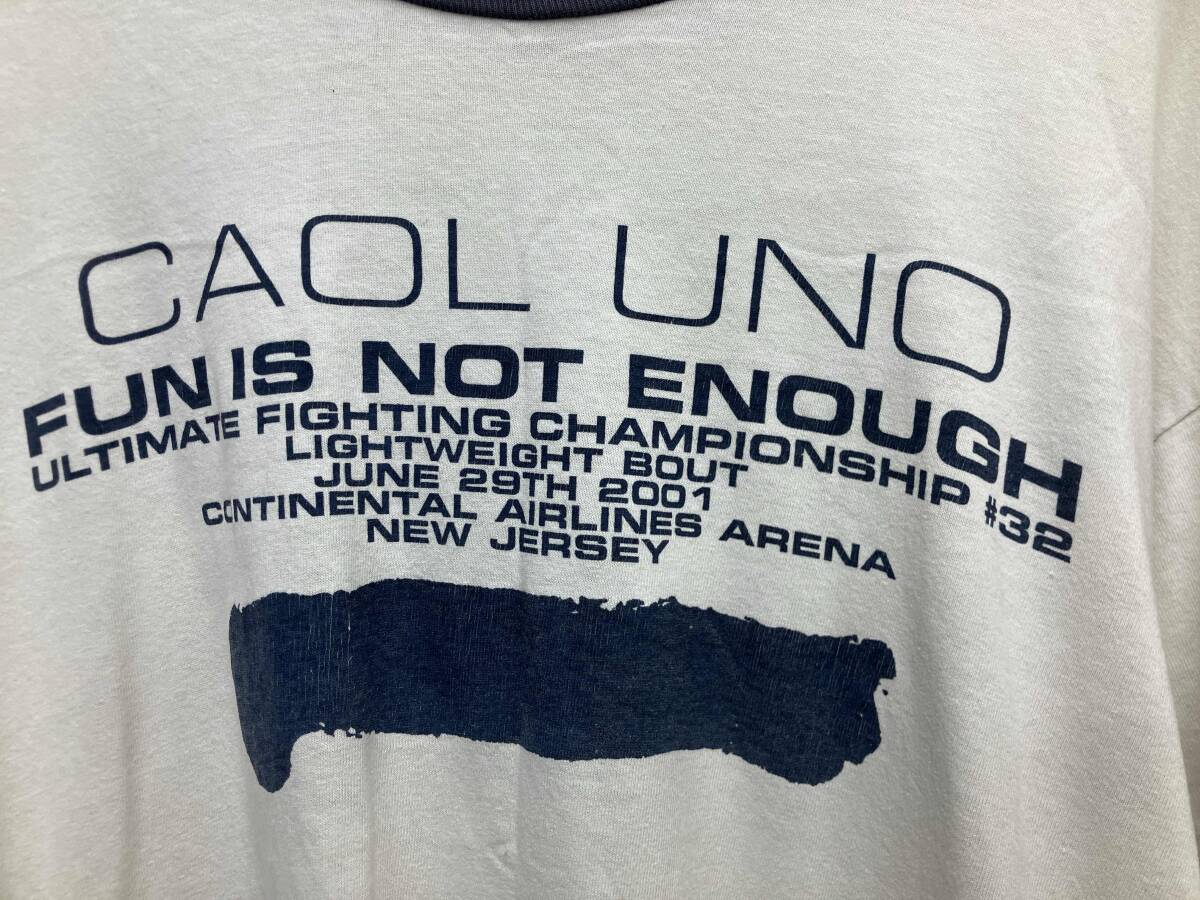 CAOL UNO
FUN IS NOT ENOUGH
ULTIMATE FIGHTING CHAMPIONSHIP #32
LIGHTWEIGHT BOUT
JUNE 29TH 2001
CONTINENTAL AIRLINES ARENA
NEW JERSEY